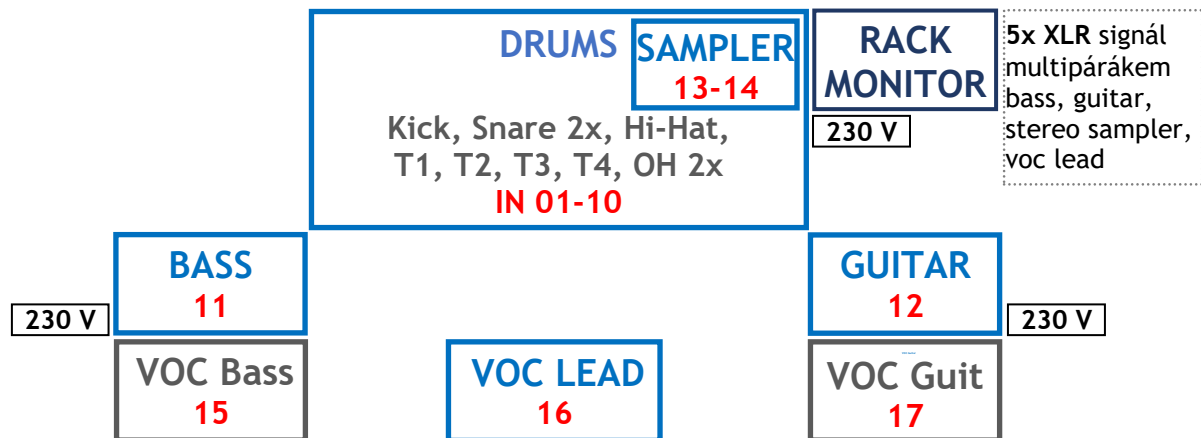 DRUMS
SAMPLER
13-14
RACK
MONITOR
5x XLR signál
multipárákem
bass, guitar,
stereo sampler,
voc lead
230 V
Kick, Snare 2x, Hi-Hat,
T1, T2, T3, T4, OH 2x
IN 01-10
BASS
11
GUITAR
12
230 V
230 V
VOC Bass
15
VOC LEAD
16
VOC Guit
17